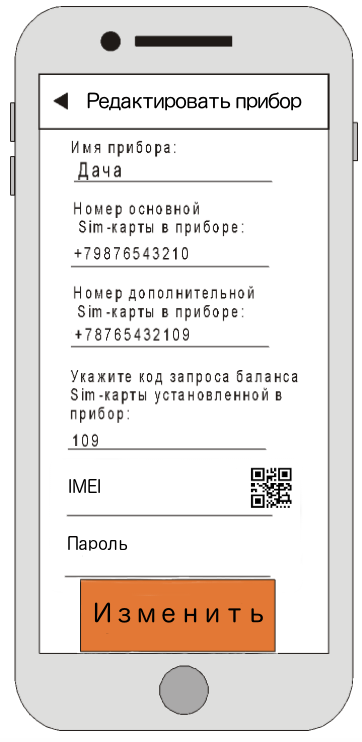 Редактировать прибор
Имя прибора:
Дача
Номер основной
Sim-карты в приборе:
+79876543210
Номер дополнительной
Sim-карты в приборе:
+78765432109
Укажите код запроса баланса
Sim-карты установленной в
прибор:
109
IMEI
Пароль
Изменить